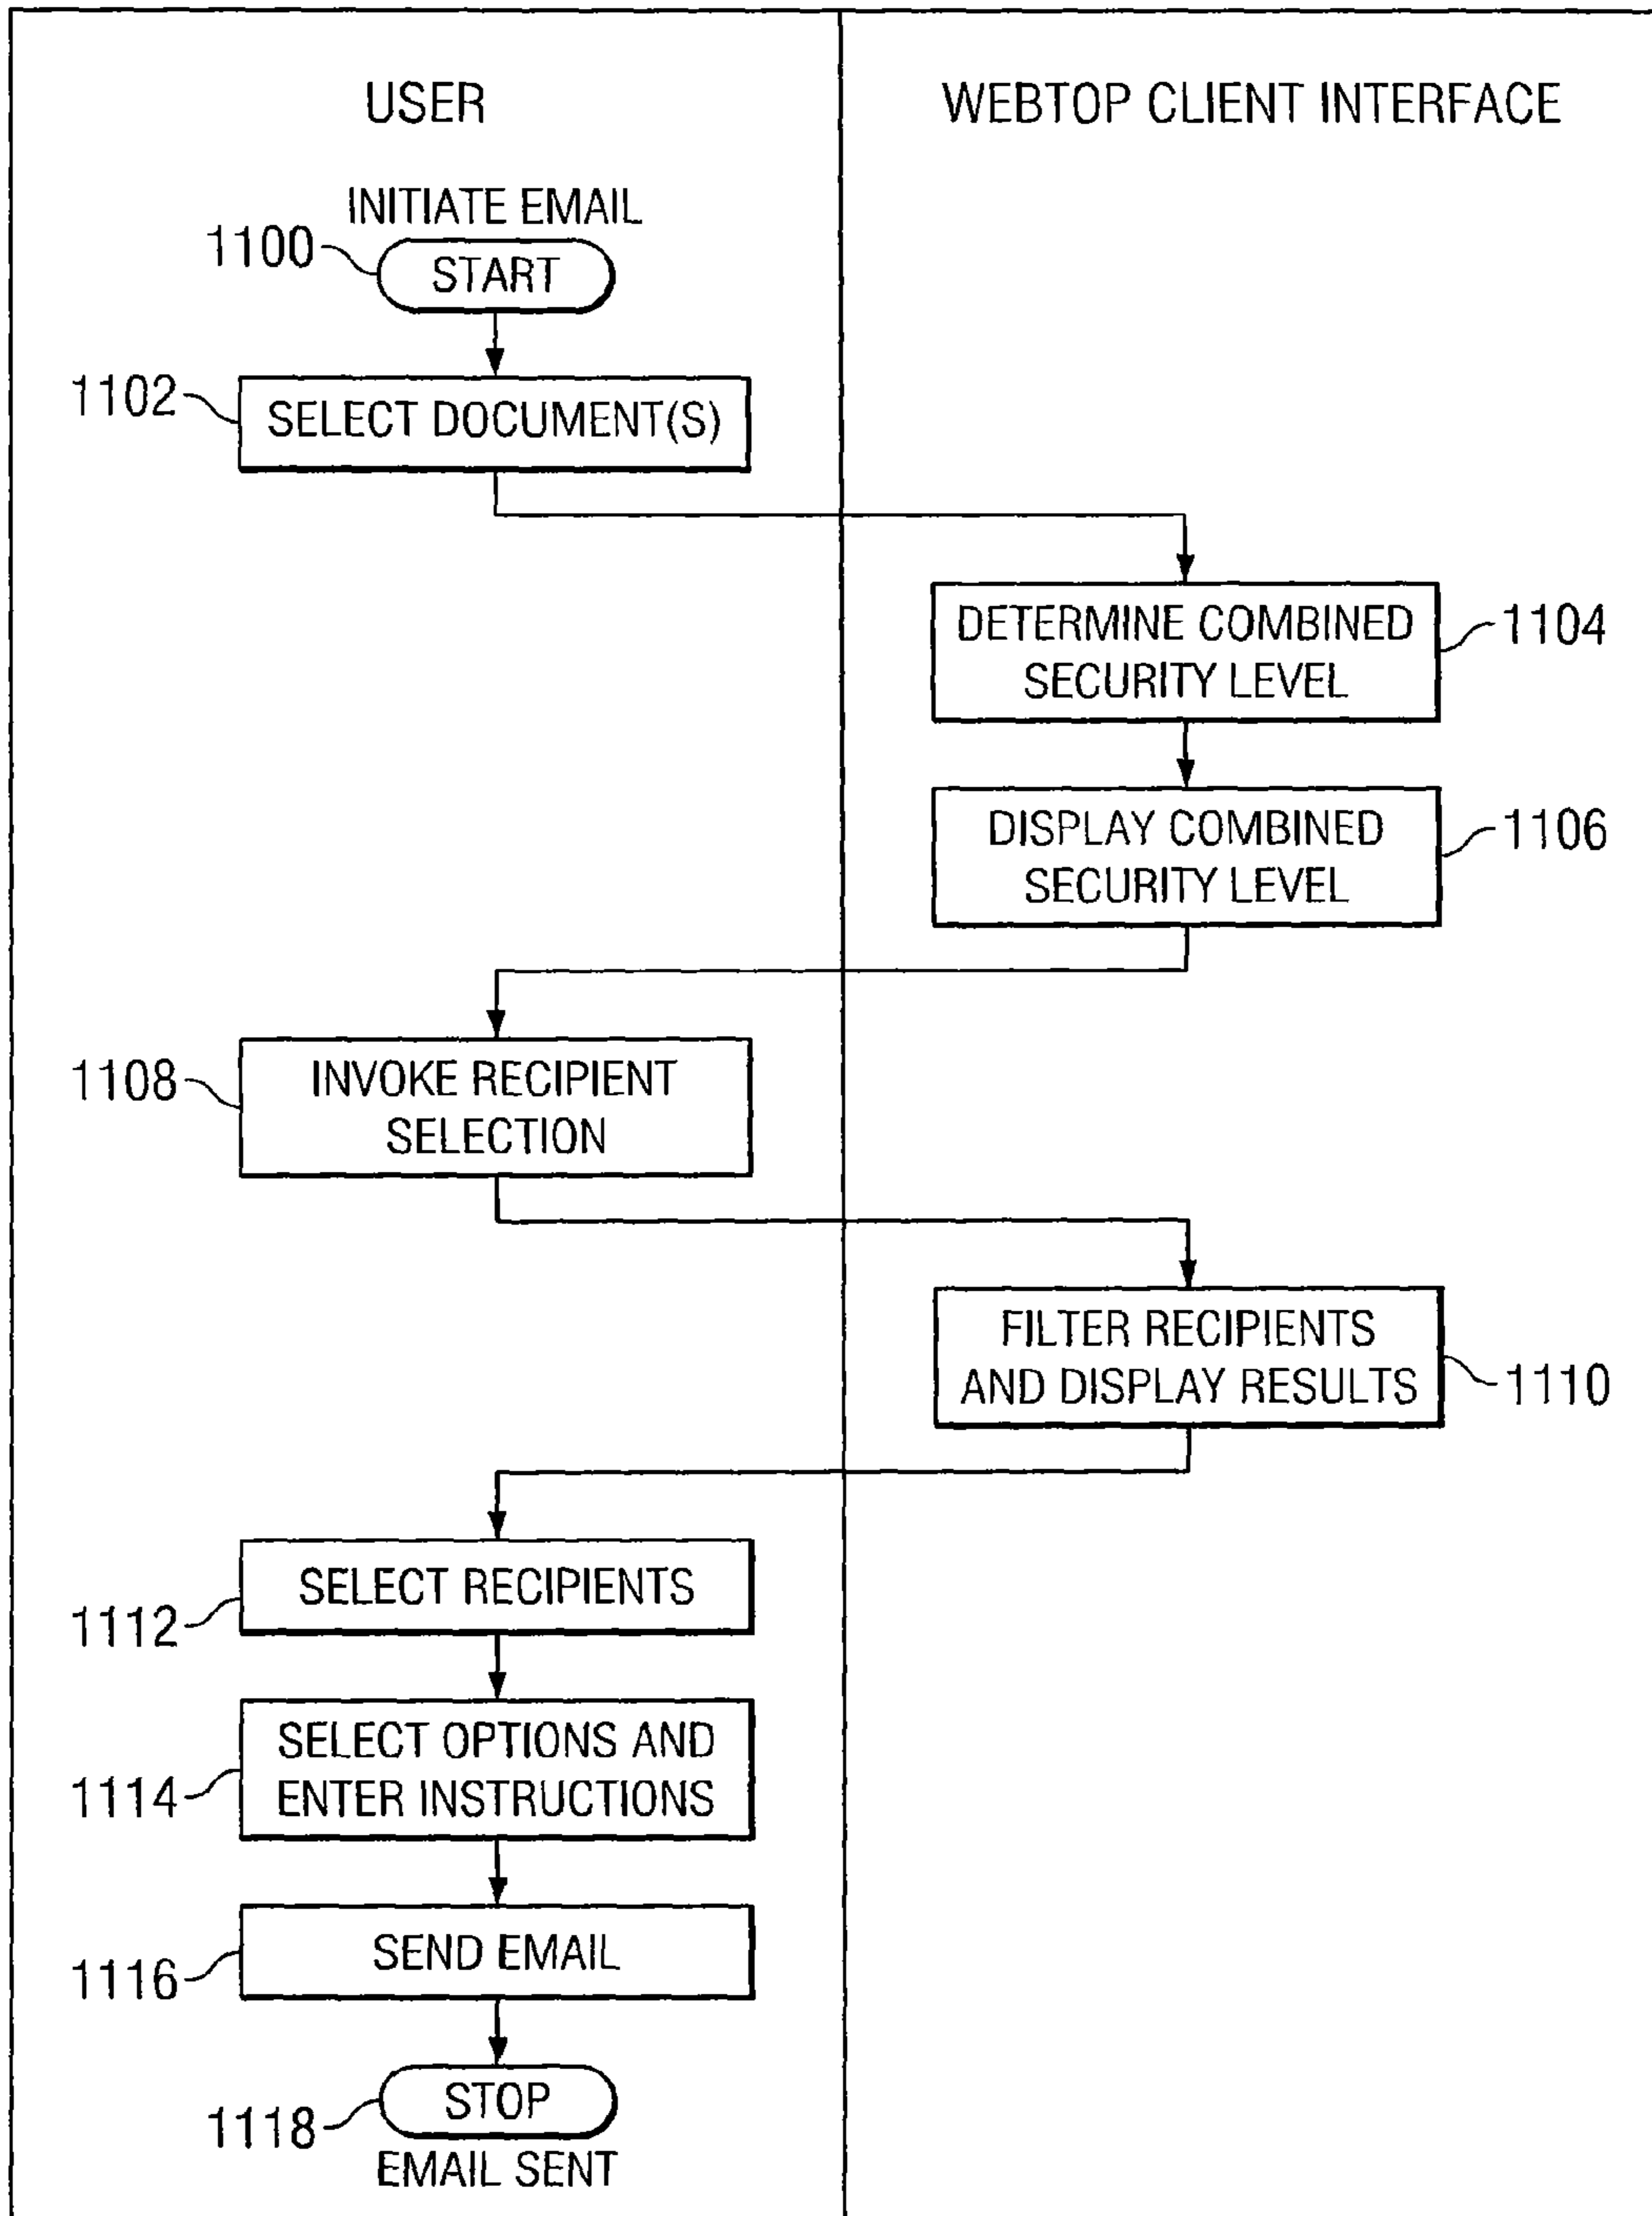 USER
WEBTOP CLIENT INTERFACE
INITIATE EMAIL
1100
START
1102
SELECT DOCUMENT(S)
DETERMINE COMBINED
SECURITY LEVEL
1104
DISPLAY COMBINED
SECURITY LEVEL
1106
1108
INVOKE RECIPIENT
SELECTION
FILTER RECIPIENTS
AND DISPLAY RESULTS
1110
SELECT RECIPIENTS
1112
SELECT OPTIONS AND
ENTER INSTRUCTIONS
1114
SEND EMAIL
1116
STOP
1118
EMAIL SENT